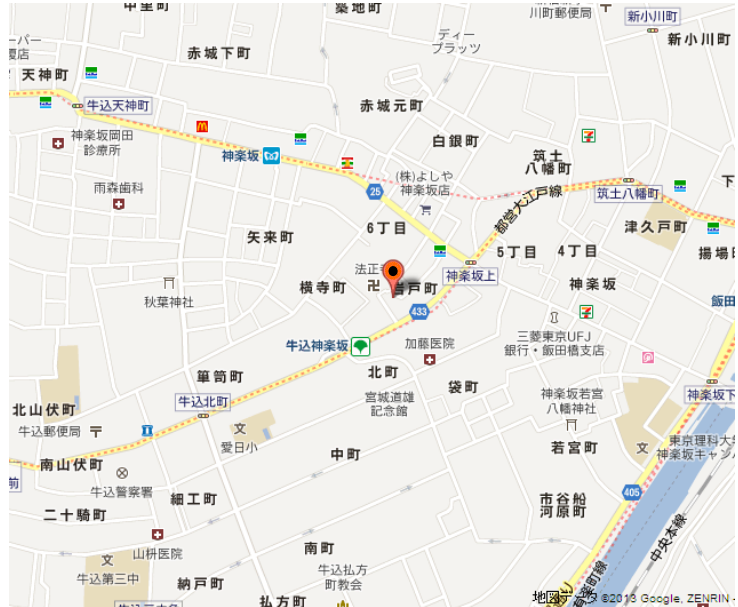 中里町
築地町
川町郵便局
新小川町
新小川町
ディー
プラッツ
赤城下町
ーパー
天神町
牛込天神町
赤城元町
神楽坂岡田
診療所
白銀町
神楽坂
筑土
八幡町
(株)よしや
神楽坂店
25
雨森歯科
筑土八幡町
都営大江戸線
津久戸町
6丁目
矢来町
5丁目
4丁目
揚場町
法正寺
神楽坂上
神楽坂
横寺町
岩戸町
秋葉神社
飯田
433
牛込神楽坂
加藤医院
三菱東京UFJ
銀行・飯田橋支店
北町
箪笥町
袋町
神楽坂下
宮城道雄
記念館
神楽坂若宮
八幡神社
牛込北町
北山伏町
牛込郵便局
文
愛日小
中町
若宮町
文
東京理科大
神楽坂キャンパ
南山伏町
前
牛込警察署
細工町
405
市谷船
河原町
二十騎町
中央本線
山枡医院
南町
文
牛込第三中
納戸町
牛込払方
町教会
払方町
有楽町線
©2013 Google, ZENRIN -